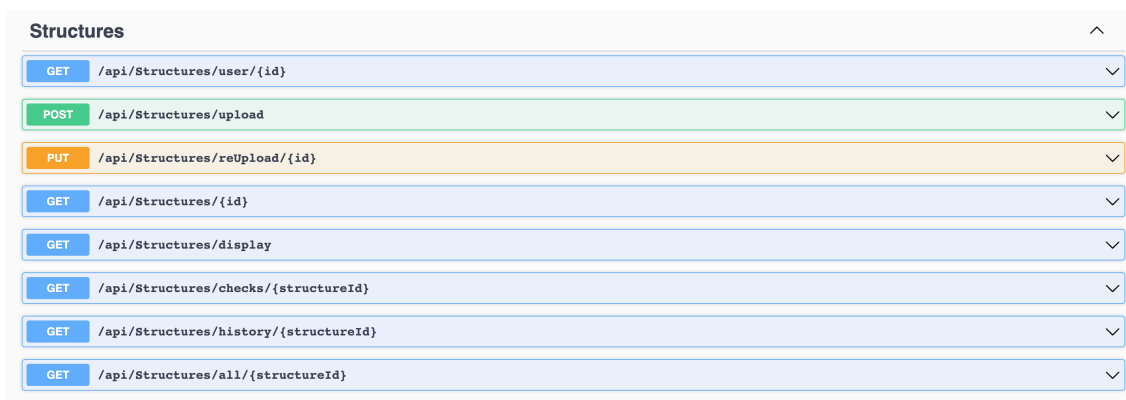 Structures
GET /api/Structures/user/{id}
POST /api/Structures/upload
PUT /api/Structures/reUpload/{id}
GET /api/Structures/{id}
GET /api/Structures/display
GET /api/Structures/checks/{structureId}
GET /api/Structures/history/{structureId}
GET /api/Structures/all/{structureId}